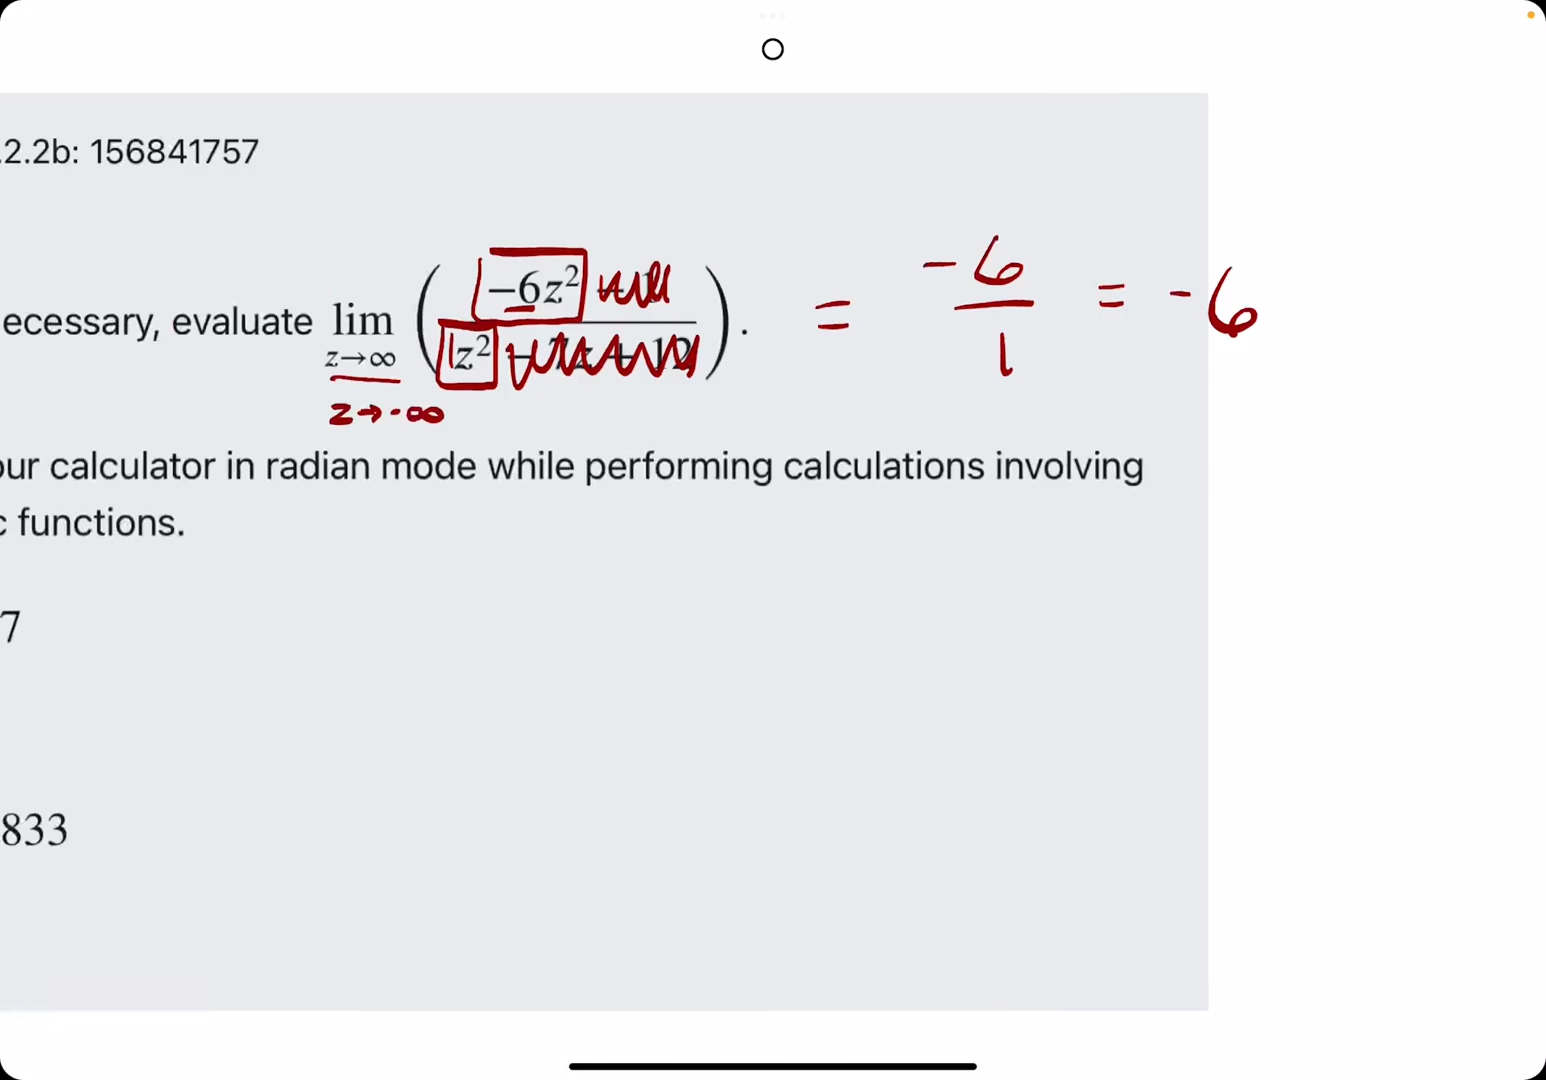 .2.2b: 156841757
ecessary, evaluate lim z→∞ ( −6z² / 1z² ). = -6/1 = -6
z→-∞
our calculator in radian mode while performing calculations involving
c functions.
7
833